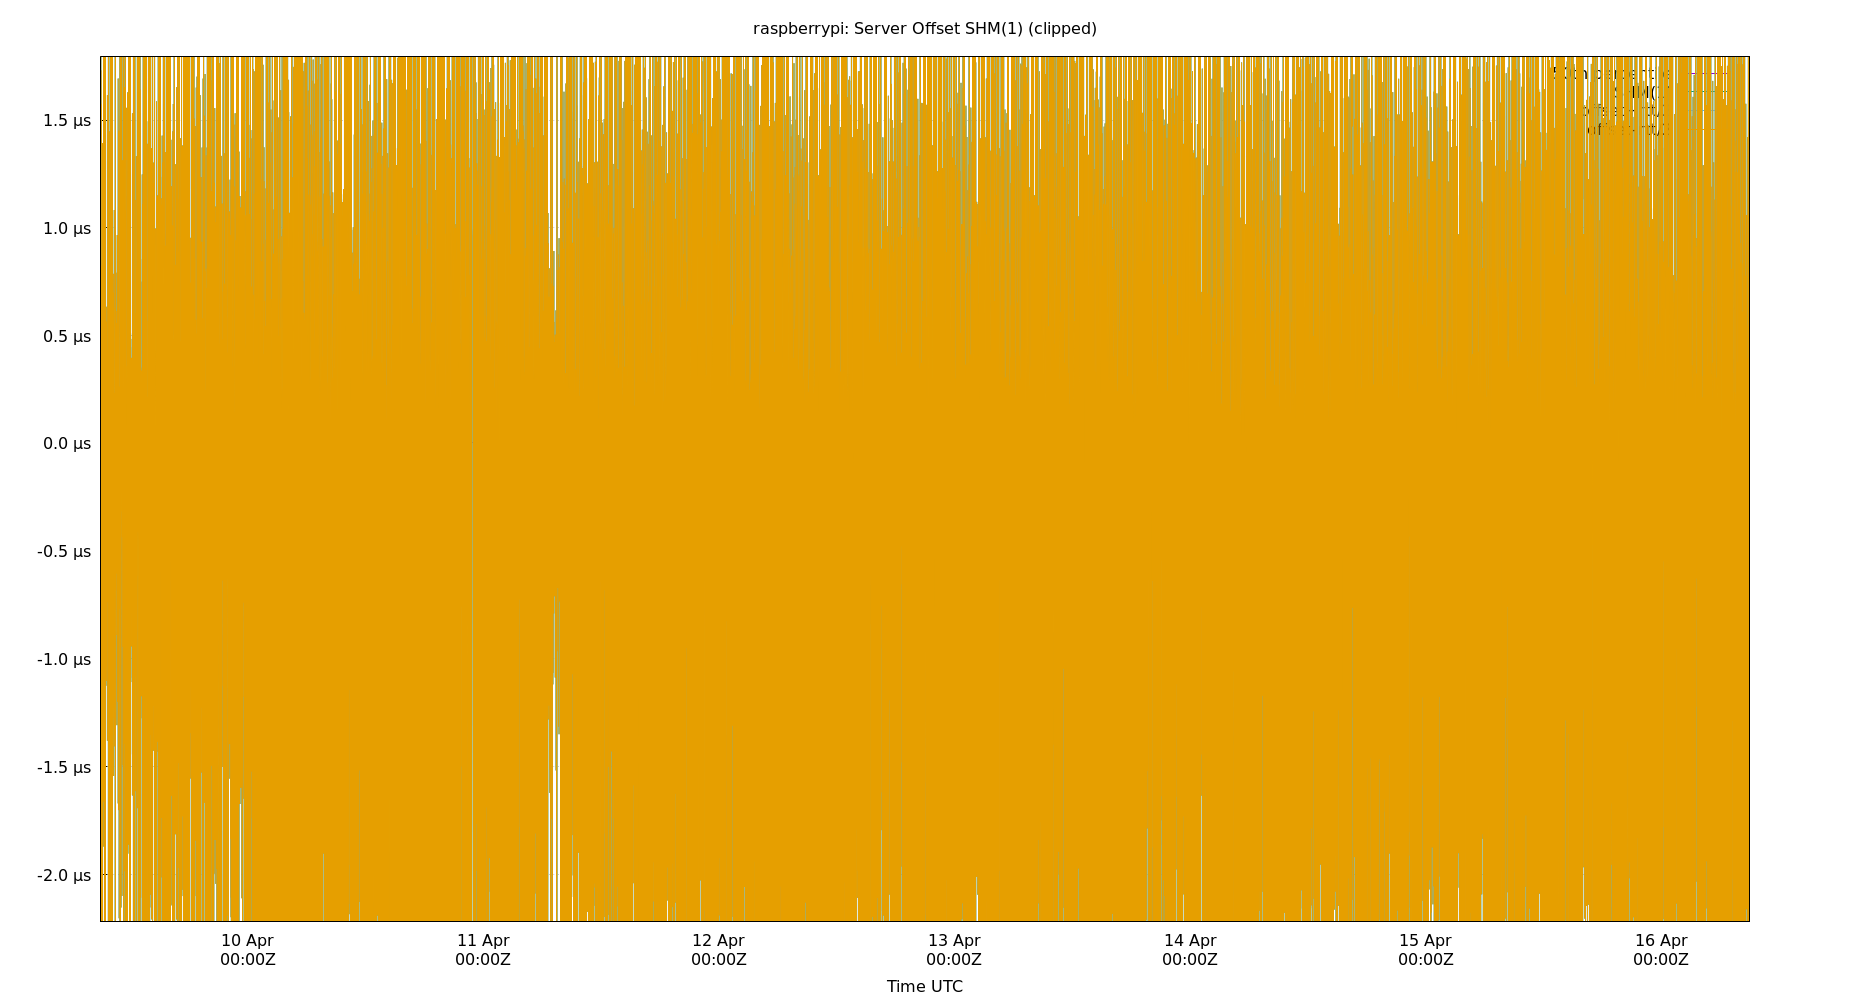 raspberrypi: Server Offset SHM(1) (clipped)
1.5 µs
1.0 µs
0.5 µs
0.0 µs
-0.5 µs
-1.0 µs
-1.5 µs
-2.0 µs
10 Apr
00:00Z
11 Apr
00:00Z
12 Apr
00:00Z
13 Apr
00:00Z
14 Apr
00:00Z
15 Apr
00:00Z
16 Apr
00:00Z
Time UTC